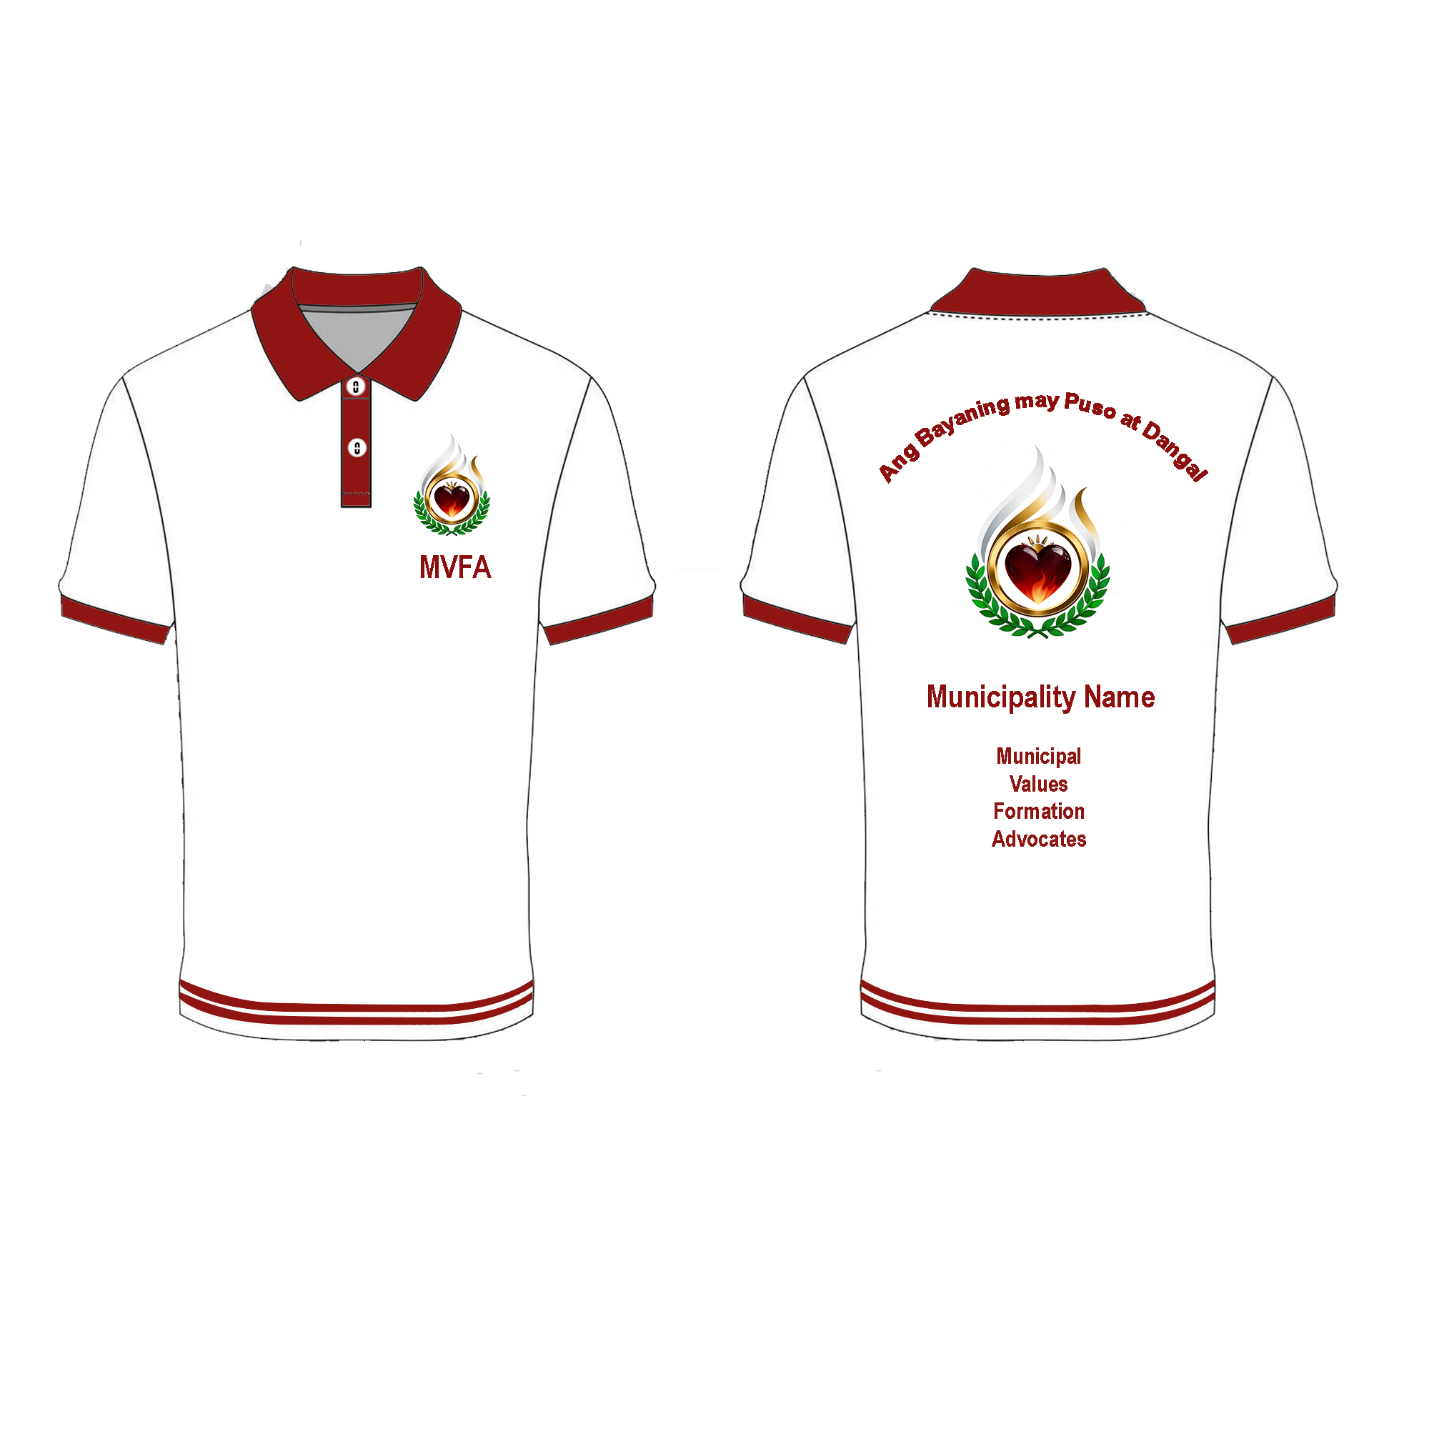 MVFA
Ang Bayaning may Puso at Dangal
Municipality Name
Municipal
Values
Formation
Advocates